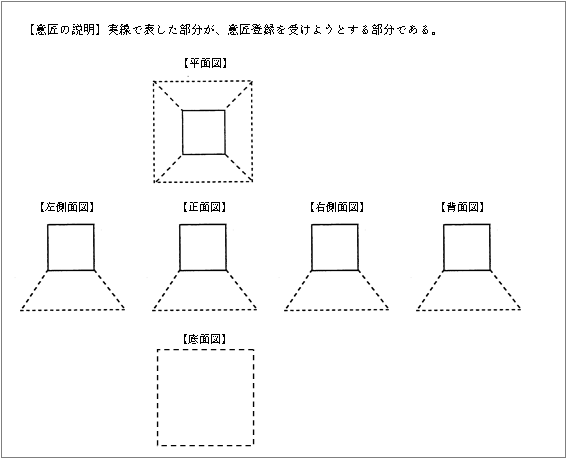 【意匠の説明】実線で表した部分が、意匠登録を受けようとする部分である。
【平面図】
【左側面図】
【正面図】
【右側面図】
【背面図】
【底面図】